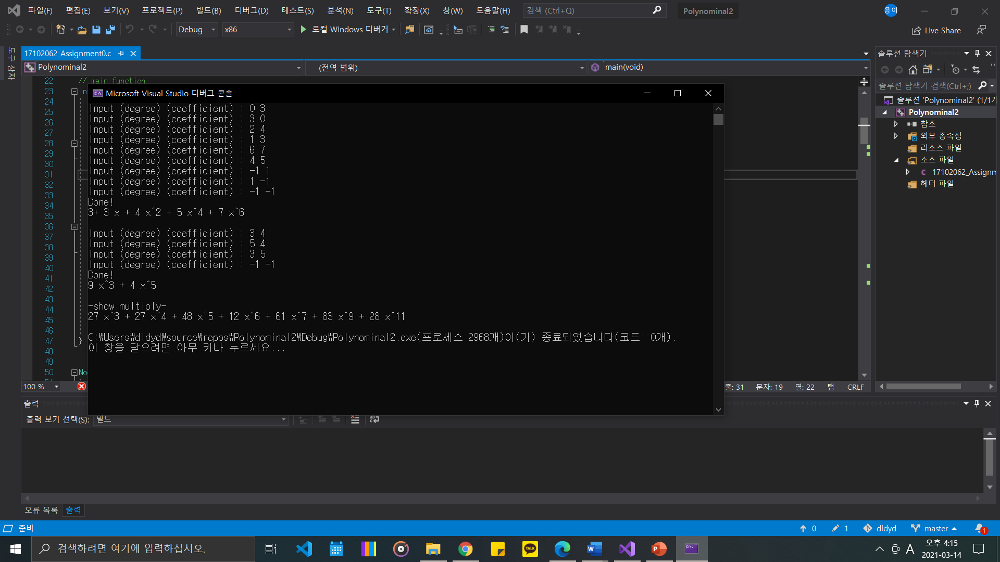 파일(F) 편집(E) 보기(V) 프로젝트(P) 빌드(B) 디버그(D) 테스트(S) 분석(N) 도구(T) 확장(X) 창(W) 도움말(H) 검색 (Ctrl+Q) Polynominal2 용이
Debug x86 로컬 Windows 디버거 Live Share
도구 상자
17102062_Assignment0.c
Polynominal2 (전역 범위) main(void)
22 // main function
23 in
24
25
26
27
28
29
30
31
32
33
34
35
36
37
38
39
40
41
42
43
44
45
46
47 }
48
49
50 No
Microsoft Visual Studio 디버그 콘솔
Input (degree) (coefficient) : 0 3
Input (degree) (coefficient) : 3 0
Input (degree) (coefficient) : 2 4
Input (degree) (coefficient) : 1 3
Input (degree) (coefficient) : 6 7
Input (degree) (coefficient) : 4 5
Input (degree) (coefficient) : -1 1
Input (degree) (coefficient) : 1 -1
Input (degree) (coefficient) : -1 -1
Done!
3+ 3 x + 4 x^2 + 5 x^4 + 7 x^6
Input (degree) (coefficient) : 3 4
Input (degree) (coefficient) : 5 4
Input (degree) (coefficient) : 3 5
Input (degree) (coefficient) : -1 -1
Done!
9 x^3 + 4 x^5
-show multiply-
27 x^3 + 27 x^4 + 48 x^5 + 12 x^6 + 61 x^7 + 83 x^9 + 28 x^11
C:₩Users₩dldyd₩source₩repos₩Polynominal2₩Debug₩Polynominal2.exe(프로세스 2968개)이(가) 종료되었습니다(코드: 0개).
이 창을 닫으려면 아무 키나 누르세요...
솔루션 탐색기
솔루션 탐색기 검색(Ctrl+;)
솔루션 'Polynominal2' (1/1개
Polynominal2
참조
외부 종속성
리소스 파일
소스 파일
17102062_Assignm
헤더 파일
100 % 줄: 31 문자: 19 열: 22 탭 CRLF
출력
출력 보기 선택(S): 빌드
오류 목록 출력
준비 0 1 dldyd master 1
검색하려면 여기에 입력하십시오. A 오후 4:15
2021-03-14